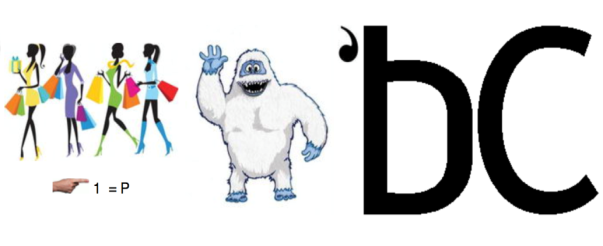 'bC
1 = P